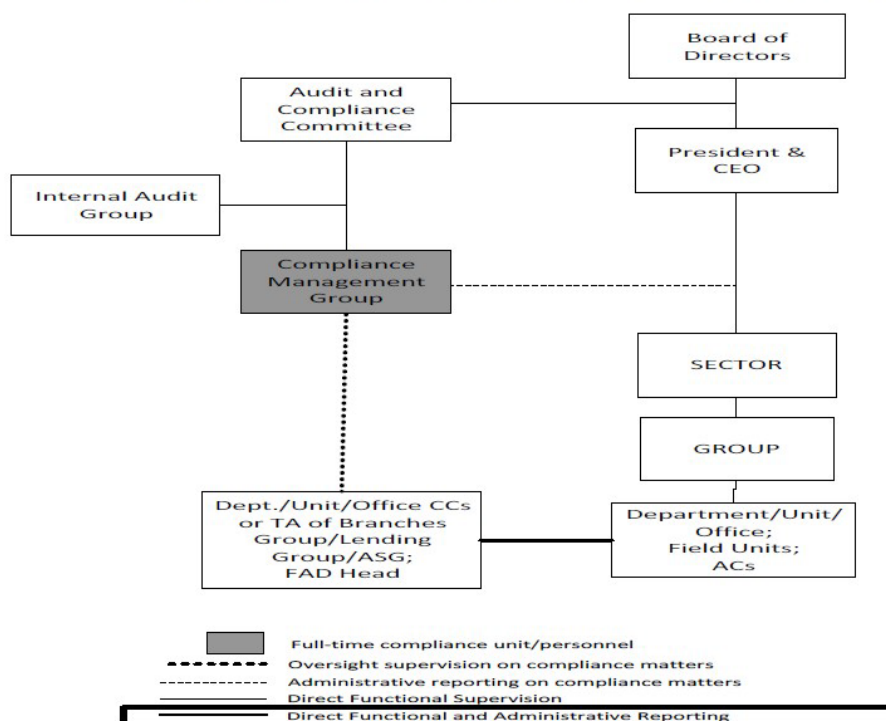 Board of
Directors
Audit and
Compliance
Committee
President &
CEO
Internal Audit
Group
Compliance
Management
Group
SECTOR
GROUP
Dept./Unit/Office CCs
or TA of Branches
Group/Lending
Group/ASG;
FAD Head
Department/Unit/
Office;
Field Units;
ACs
Full-time compliance unit/personnel
Oversight supervision on compliance matters
Administrative reporting on compliance matters
Direct Functional Supervision
Direct Functional and Administrative Reporting